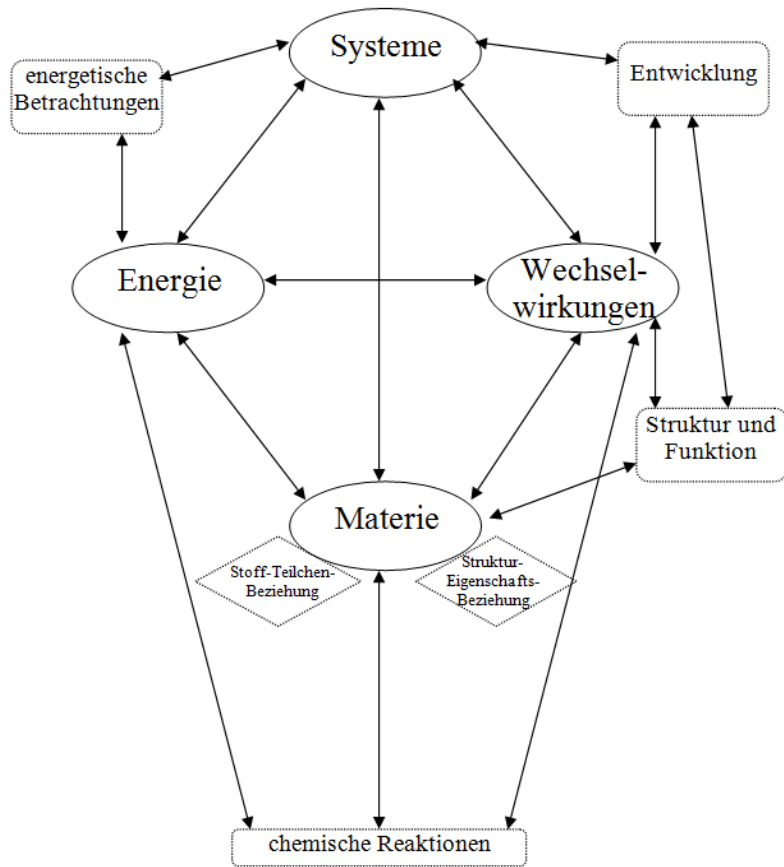 Systeme
energetische
Betrachtungen
Entwicklung
Energie
Wechsel-
wirkungen
Struktur und
Funktion
Materie
Stoff-Teilchen-
Beziehung
Struktur-
Eigenschafts-
Beziehung
chemische Reaktionen